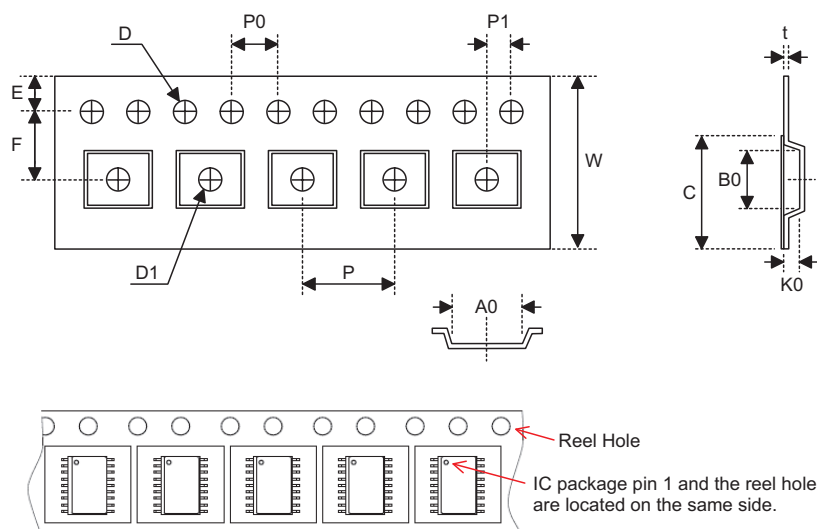 D
P0
P1
t
E
F
W
C
B0
D1
P
K0
A0
Reel Hole
IC package pin 1 and the reel hole
are located on the same side.